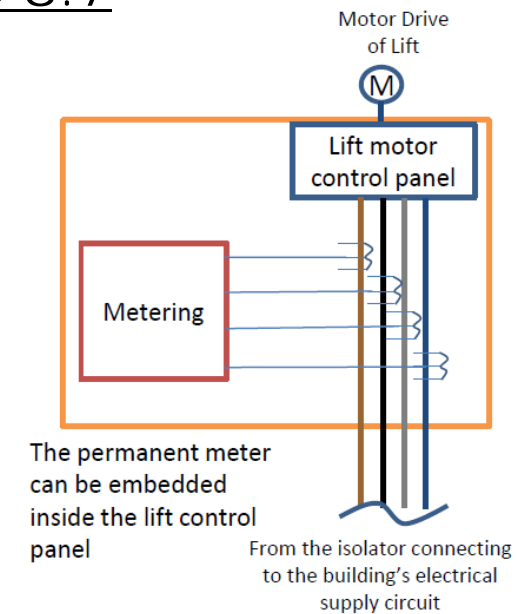 Motor Drive
of Lift
M
Lift motor
control panel
Metering
The permanent meter
can be embedded
inside the lift control
panel
From the isolator connecting
to the building's electrical
supply circuit